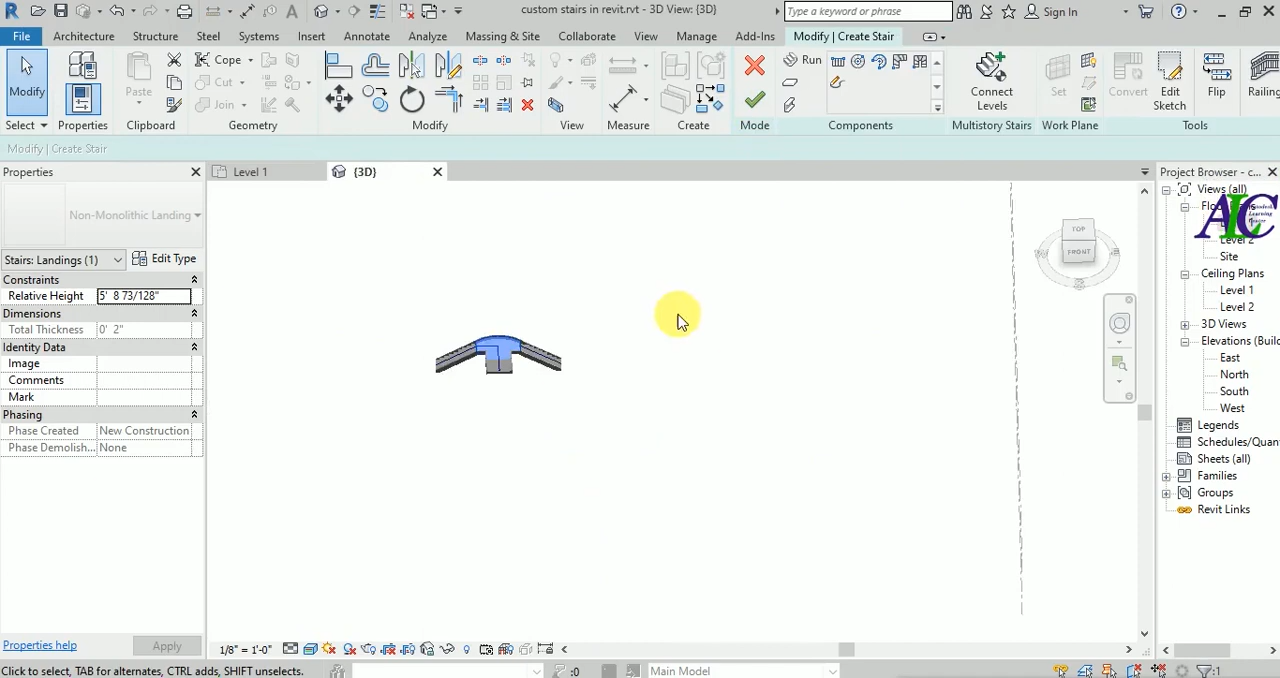 custom stairs in revit.rvt - 3D View: {3D}
Type a keyword or phrase
Sign In
File Architecture Structure Steel Systems Insert Annotate Analyze Massing & Site Collaborate View Manage Add-Ins Modify | Create Stair
Modify
Paste
Cope
Cut
Join
Run
Connect Levels
Set
Convert
Edit Sketch
Flip
Railing
Select Properties Clipboard Geometry Modify View Measure Create Mode Components Multistory Stairs Work Plane Tools
Modify | Create Stair
Properties
Level 1
{3D}
Project Browser - c...
Non-Monolithic Landing
Stairs: Landings (1)
Edit Type
Constraints
Relative Height 5' 8 73/128"
Dimensions
Total Thickness 0' 2"
Identity Data
Image
Comments
Mark
Phasing
Phase Created New Construction
Phase Demolish... None
Properties help
Apply
TOP
FRONT
W
E
S
Views (all)
ALC
Level 2
Site
Ceiling Plans
Level 1
Level 2
3D Views
Elevations (Buil
East
North
South
West
Legends
Schedules/Quan
Sheets (all)
Families
Groups
Revit Links
1/8" = 1'-0"
Click to select, TAB for alternates, CTRL adds, SHIFT unselects.
:0
Main Model
:1